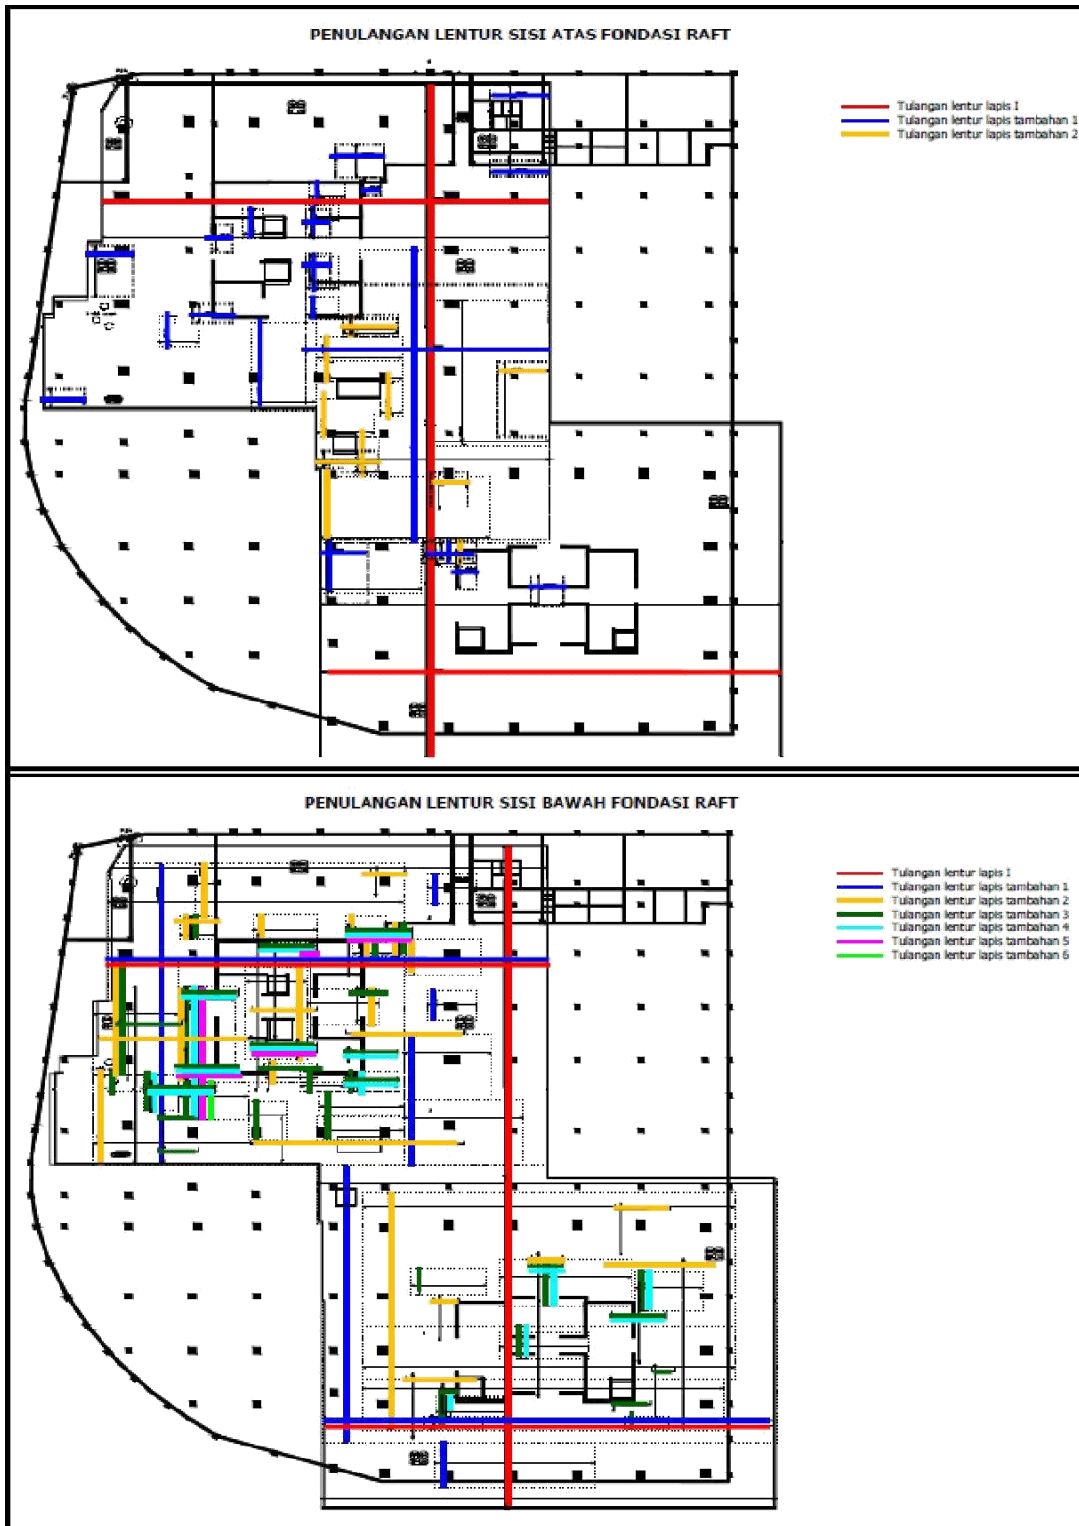 PENULANGAN LENTUR SISI ATAS FONDASI RAFT
Tulangan lentur lapis I
Tulangan lentur lapis tambahan 1
Tulangan lentur lapis tambahan 2
PENULANGAN LENTUR SISI BAWAH FONDASI RAFT
Tulangan lentur lapis I
Tulangan lentur lapis tambahan 1
Tulangan lentur lapis tambahan 2
Tulangan lentur lapis tambahan 3
Tulangan lentur lapis tambahan 4
Tulangan lentur lapis tambahan 5
Tulangan lentur lapis tambahan 6